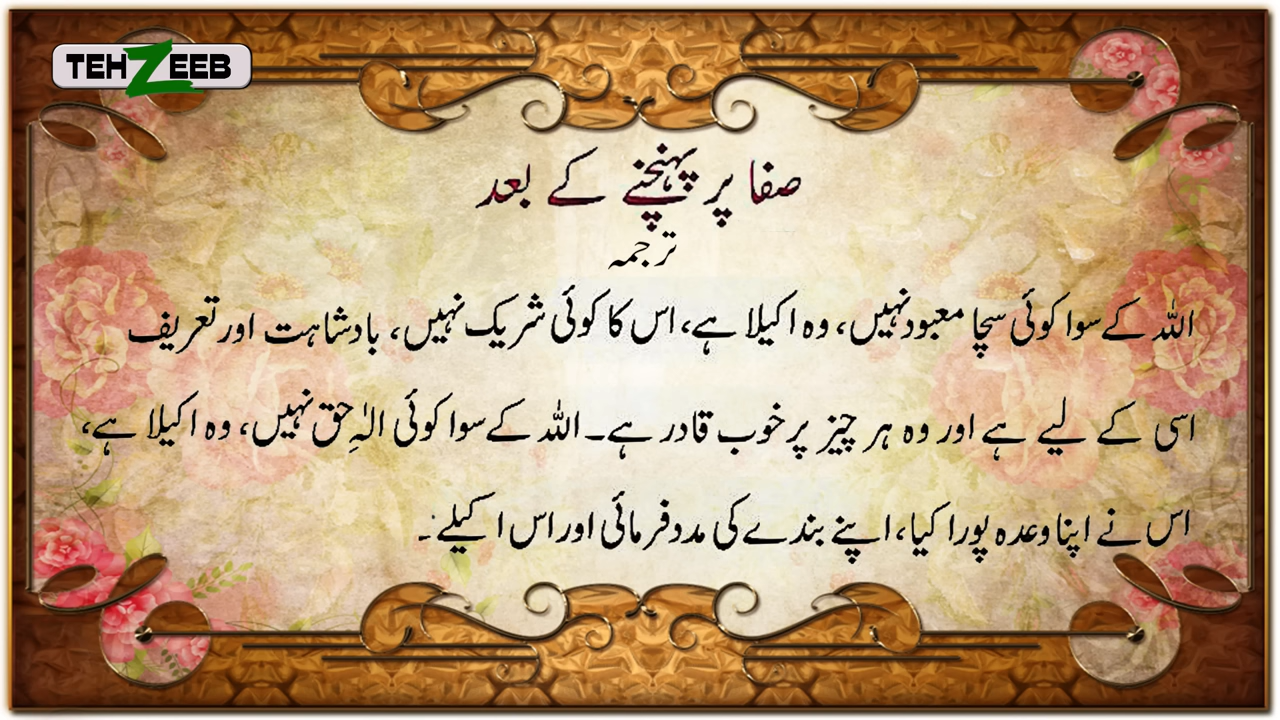 TEHZEEB
صفا پر پہنچنے کے بعد
ترجمہ
اللہ کے سوا کوئی سچا معبود نہیں، وہ اکیلا ہے، اس کا کوئی شریک نہیں، بادشاہت اور تعریف
اسی کے لیے ہے اور وہ ہر چیز پر خوب قادر ہے۔ اللہ کے سوا کوئی الٰہِ حق نہیں، وہ اکیلا ہے،
اس نے اپنا وعدہ پورا کیا، اپنے بندے کی مدد فرمائی اور اس اکیلے۔